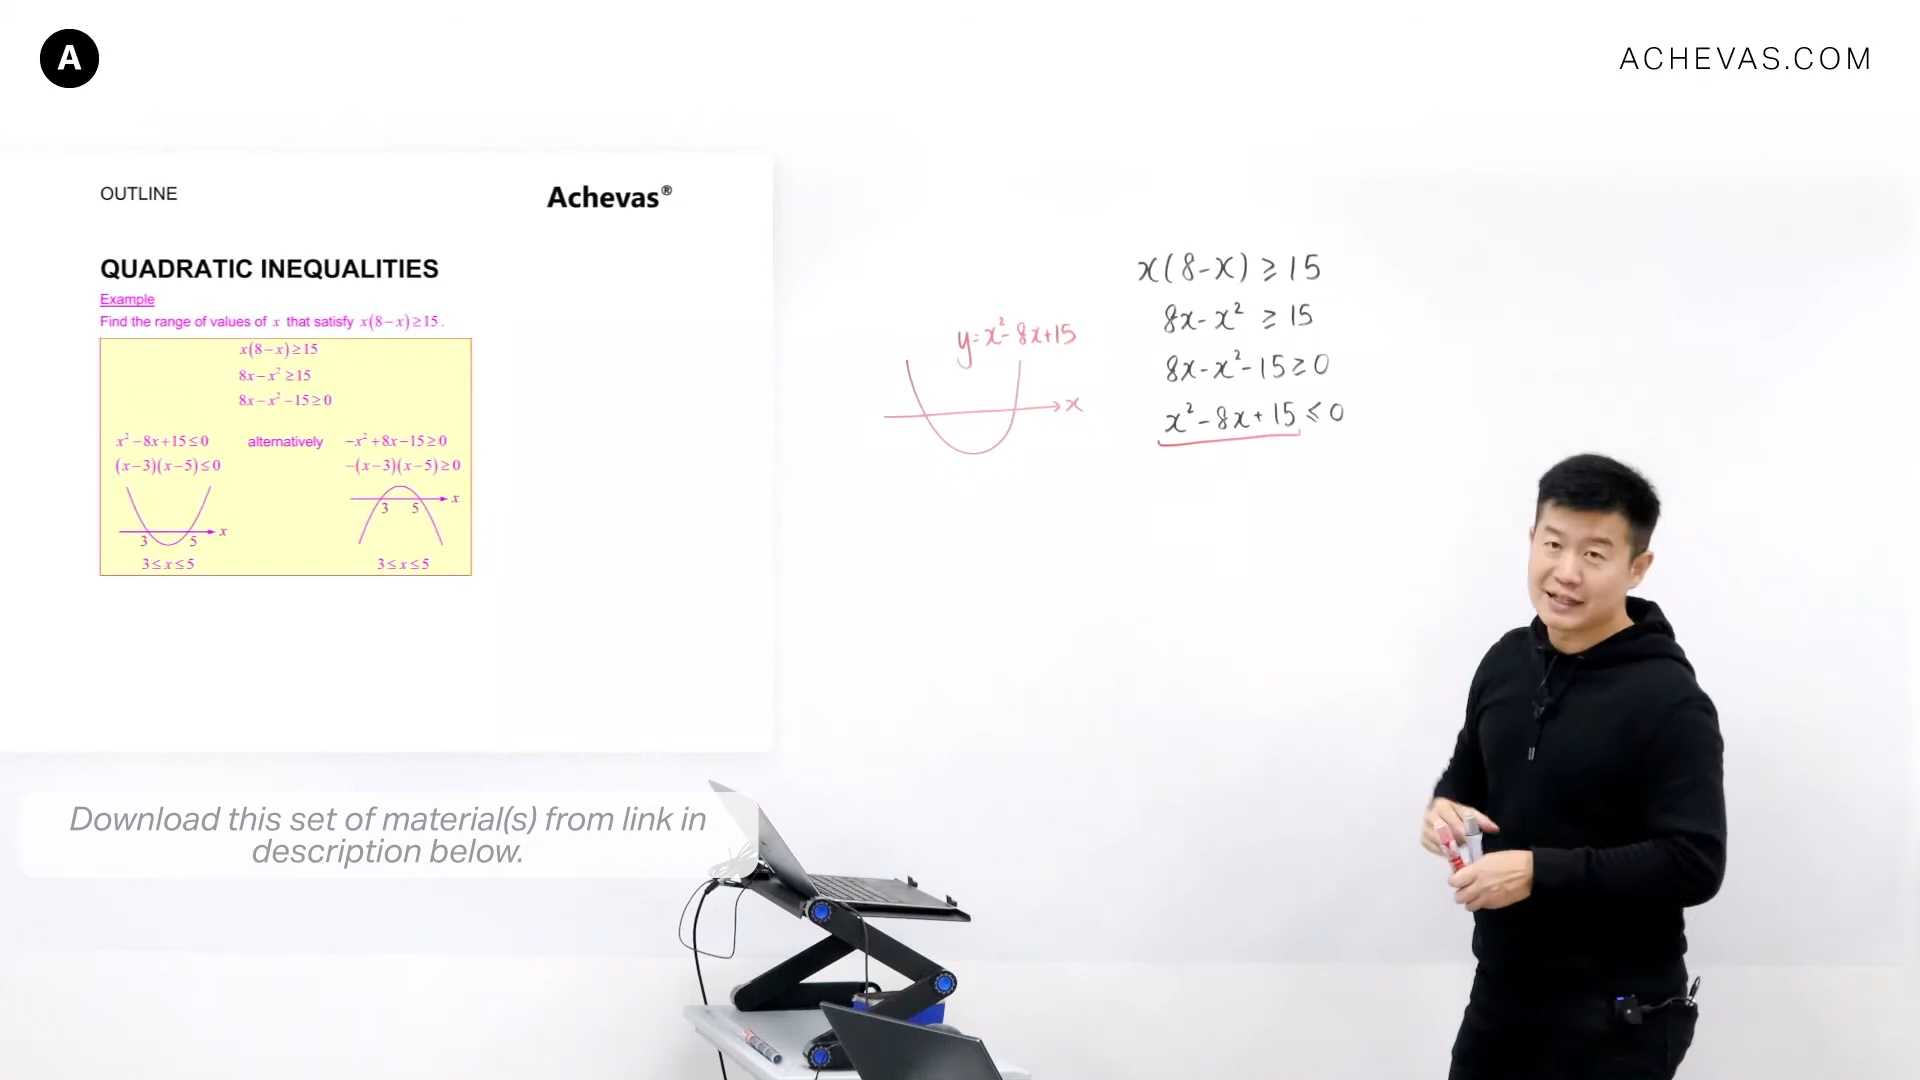 A
ACHEVAS.COM
OUTLINE
Achevas®
QUADRATIC INEQUALITIES
Example
Find the range of values of x that satisfy x(8−x)≥15.
x(8−x)≥15
8x−x²≥15
8x−x²−15≥0
x²−8x+15≤0 alternatively −x²+8x−15≥0
(x−3)(x−5)≤0 −(x−3)(x−5)≥0
3 5 x
3≤x≤5
3 5 x
3≤x≤5
y=x²-8x+15
x
x(8-x)≥15
8x-x²≥15
8x-x²-15≥0
x²-8x+15≤0
Download this set of material(s) from link in
description below.